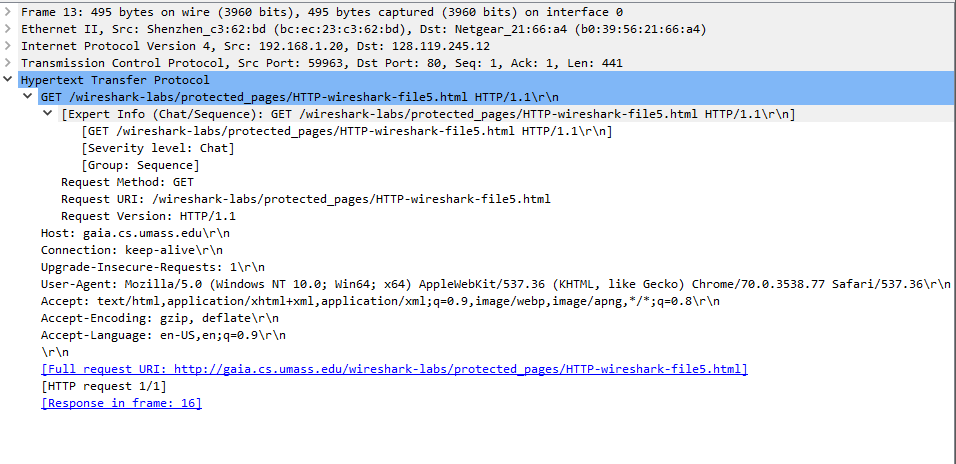 Frame 13: 495 bytes on wire (3960 bits), 495 bytes captured (3960 bits) on interface 0
Ethernet II, Src: Shenzhen_c3:62:bd (bc:ec:23:c3:62:bd), Dst: Netgear_21:66:a4 (b0:39:56:21:66:a4)
Internet Protocol Version 4, Src: 192.168.1.20, Dst: 128.119.245.12
Transmission Control Protocol, Src Port: 59963, Dst Port: 80, Seq: 1, Ack: 1, Len: 441
Hypertext Transfer Protocol
GET /wireshark-labs/protected_pages/HTTP-wireshark-file5.html HTTP/1.1\r\n
[Expert Info (Chat/Sequence): GET /wireshark-labs/protected_pages/HTTP-wireshark-file5.html HTTP/1.1\r\n]
[GET /wireshark-labs/protected_pages/HTTP-wireshark-file5.html HTTP/1.1\r\n]
[Severity level: Chat]
[Group: Sequence]
Request Method: GET
Request URI: /wireshark-labs/protected_pages/HTTP-wireshark-file5.html
Request Version: HTTP/1.1
Host: gaia.cs.umass.edu\r\n
Connection: keep-alive\r\n
Upgrade-Insecure-Requests: 1\r\n
User-Agent: Mozilla/5.0 (Windows NT 10.0; Win64; x64) AppleWebKit/537.36 (KHTML, like Gecko) Chrome/70.0.3538.77 Safari/537.36\r\n
Accept: text/html,application/xhtml+xml,application/xml;q=0.9,image/webp,image/apng,*/*;q=0.8\r\n
Accept-Encoding: gzip, deflate\r\n
Accept-Language: en-US,en;q=0.9\r\n
\r\n
[Full request URI: http://gaia.cs.umass.edu/wireshark-labs/protected_pages/HTTP-wireshark-file5.html]
[HTTP request 1/1]
[Response in frame: 16]